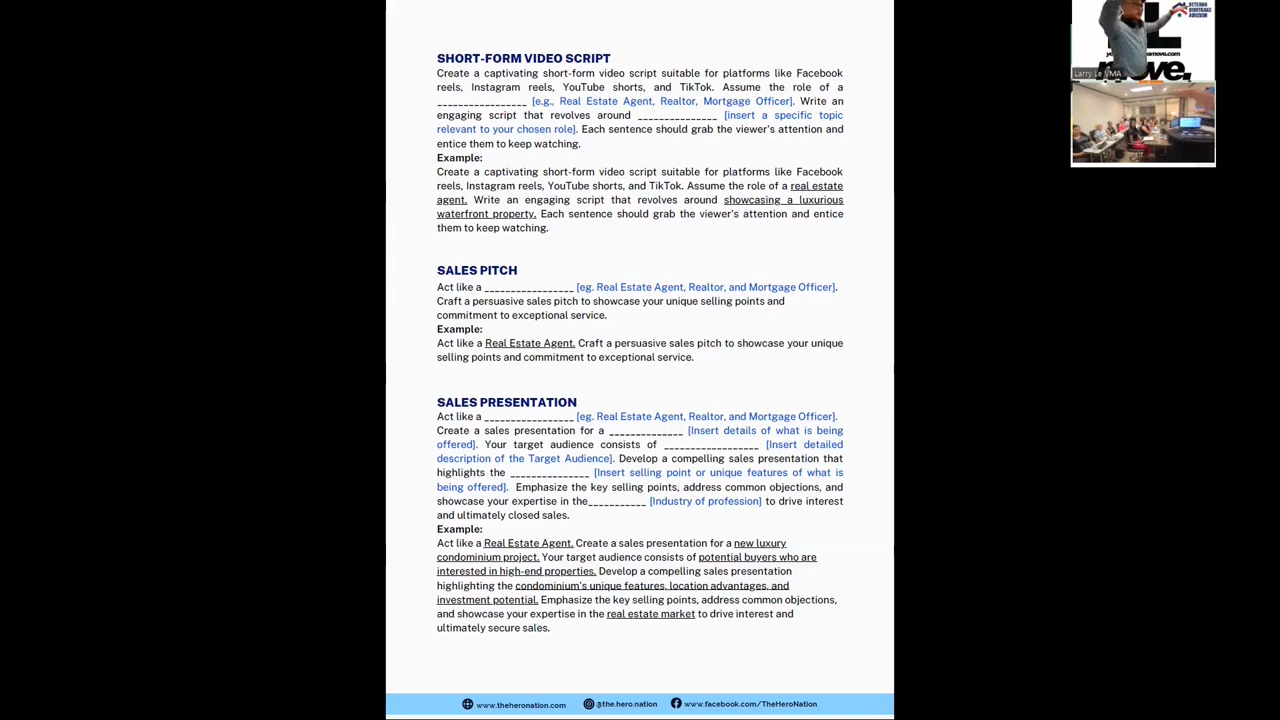 SHORT-FORM VIDEO SCRIPT
Create a captivating short-form video script suitable for platforms like Facebook
reels, Instagram reels, YouTube shorts, and TikTok. Assume the role of a
_________________ [e.g., Real Estate Agent, Realtor, Mortgage Officer]. Write an
engaging script that revolves around _______________ [insert a specific topic
relevant to your chosen role]. Each sentence should grab the viewer's attention and
entice them to keep watching.
Example:
Create a captivating short-form video script suitable for platforms like Facebook
reels, Instagram reels, YouTube shorts, and TikTok. Assume the role of a real estate
agent. Write an engaging script that revolves around showcasing a luxurious
waterfront property. Each sentence should grab the viewer's attention and entice
them to keep watching.
SALES PITCH
Act like a _________________ [eg. Real Estate Agent, Realtor, and Mortgage Officer].
Craft a persuasive sales pitch to showcase your unique selling points and
commitment to exceptional service.
Example:
Act like a Real Estate Agent. Craft a persuasive sales pitch to showcase your unique
selling points and commitment to exceptional service.
SALES PRESENTATION
Act like a _________________ [eg. Real Estate Agent, Realtor, and Mortgage Officer].
Create a sales presentation for a ______________ [Insert details of what is being
offered]. Your target audience consists of __________________ [Insert detailed
description of the Target Audience]. Develop a compelling sales presentation that
highlights the _______________ [Insert selling point or unique features of what is
being offered]. Emphasize the key selling points, address common objections, and
showcase your expertise in the___________ [Industry of profession] to drive interest
and ultimately closed sales.
Example:
Act like a Real Estate Agent. Create a sales presentation for a new luxury
condominium project. Your target audience consists of potential buyers who are
interested in high-end properties. Develop a compelling sales presentation
highlighting the condominium's unique features, location advantages, and
investment potential. Emphasize the key selling points, address common objections,
and showcase your expertise in the real estate market to drive interest and
ultimately secure sales.
www.theheronation.com @the.hero.nation www.facebook.com/TheHeroNation
VETERAN
MORTGAGE
ADVISOR
move.
Larry Le VMA